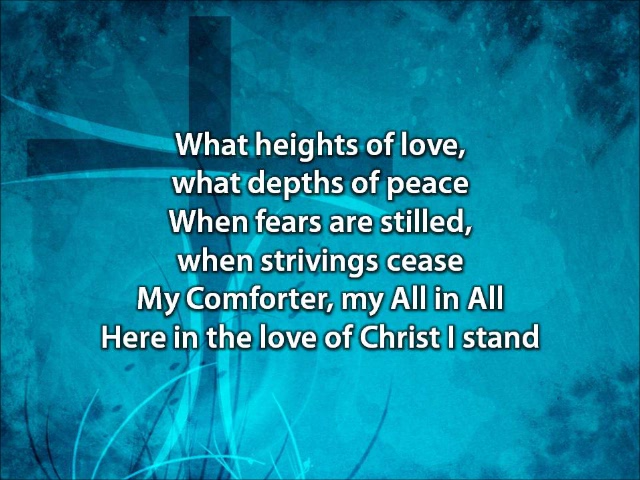 What heights of love,
what depths of peace
When fears are stilled,
when strivings cease
My Comforter, my All in All
Here in the love of Christ I stand